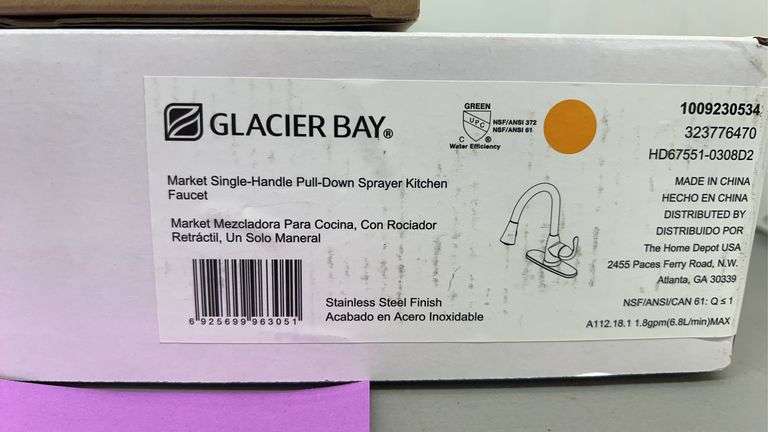 GLACIER BAY®
GREEN
UPC
C ®
NSF/ANSI 372
NSF/ANSI 61
Water Efficiency
1009230534
323776470
HD67551-0308D2
Market Single-Handle Pull-Down Sprayer Kitchen
Faucet
Market Mezcladora Para Cocina, Con Rociador
Retráctil, Un Solo Maneral
MADE IN CHINA
HECHO EN CHINA
DISTRIBUTED BY
DISTRIBUIDO POR
The Home Depot USA
2455 Paces Ferry Road, N.W.
Atlanta, GA 30339
6 925699 963051
Stainless Steel Finish
Acabado en Acero Inoxidable
NSF/ANSI/CAN 61: Q ≤ 1
A112.18.1 1.8gpm(6.8L/min)MAX